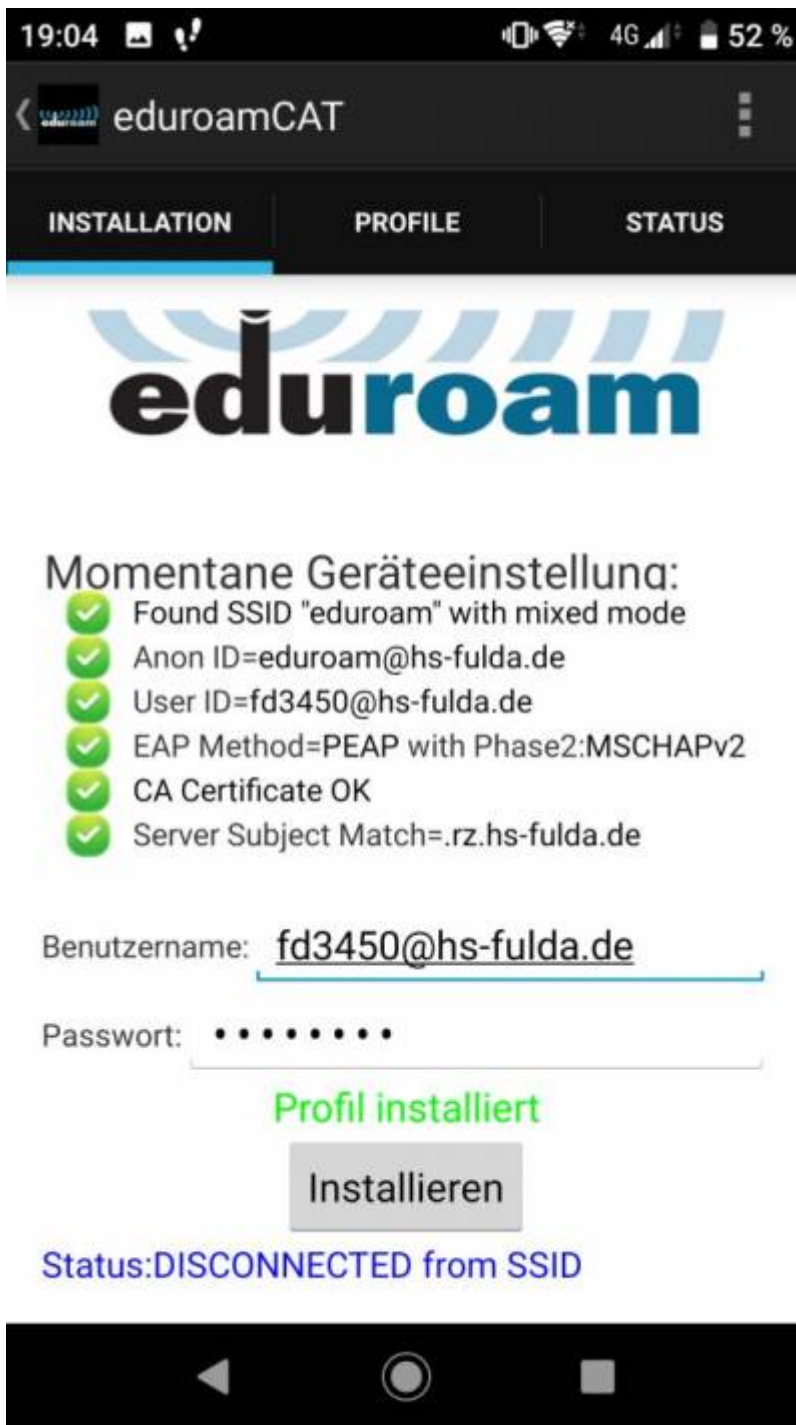 19:04 4G 52 %
eduroam eduroamCAT
INSTALLATION PROFILE STATUS
eduroam
Momentane Geräteeinstellung:
Found SSID "eduroam" with mixed mode
Anon ID=eduroam@hs-fulda.de
User ID=fd3450@hs-fulda.de
EAP Method=PEAP with Phase2:MSCHAPv2
CA Certificate OK
Server Subject Match=.rz.hs-fulda.de
Benutzername: fd3450@hs-fulda.de
Passwort: ••••••••
Profil installiert
Installieren
Status:DISCONNECTED from SSID